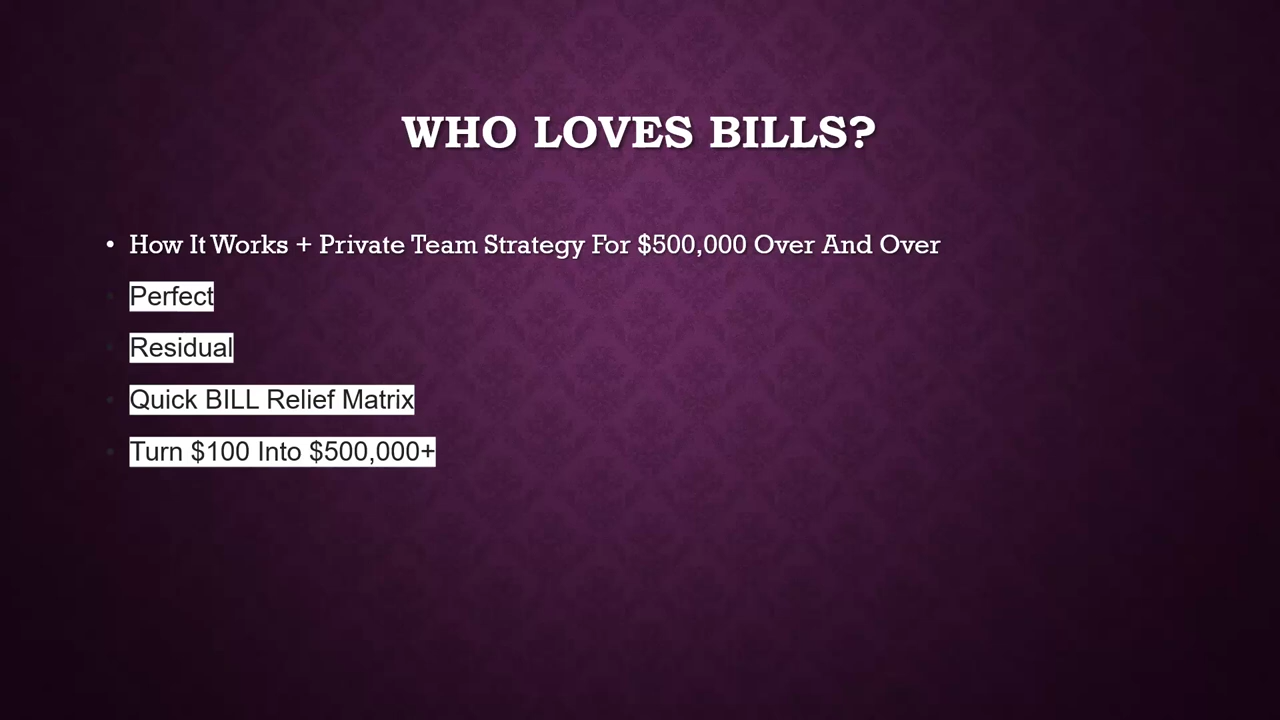 WHO LOVES BILLS?
• How It Works + Private Team Strategy For $500,000 Over And Over
• Perfect
• Residual
• Quick BILL Relief Matrix
• Turn $100 Into $500,000+